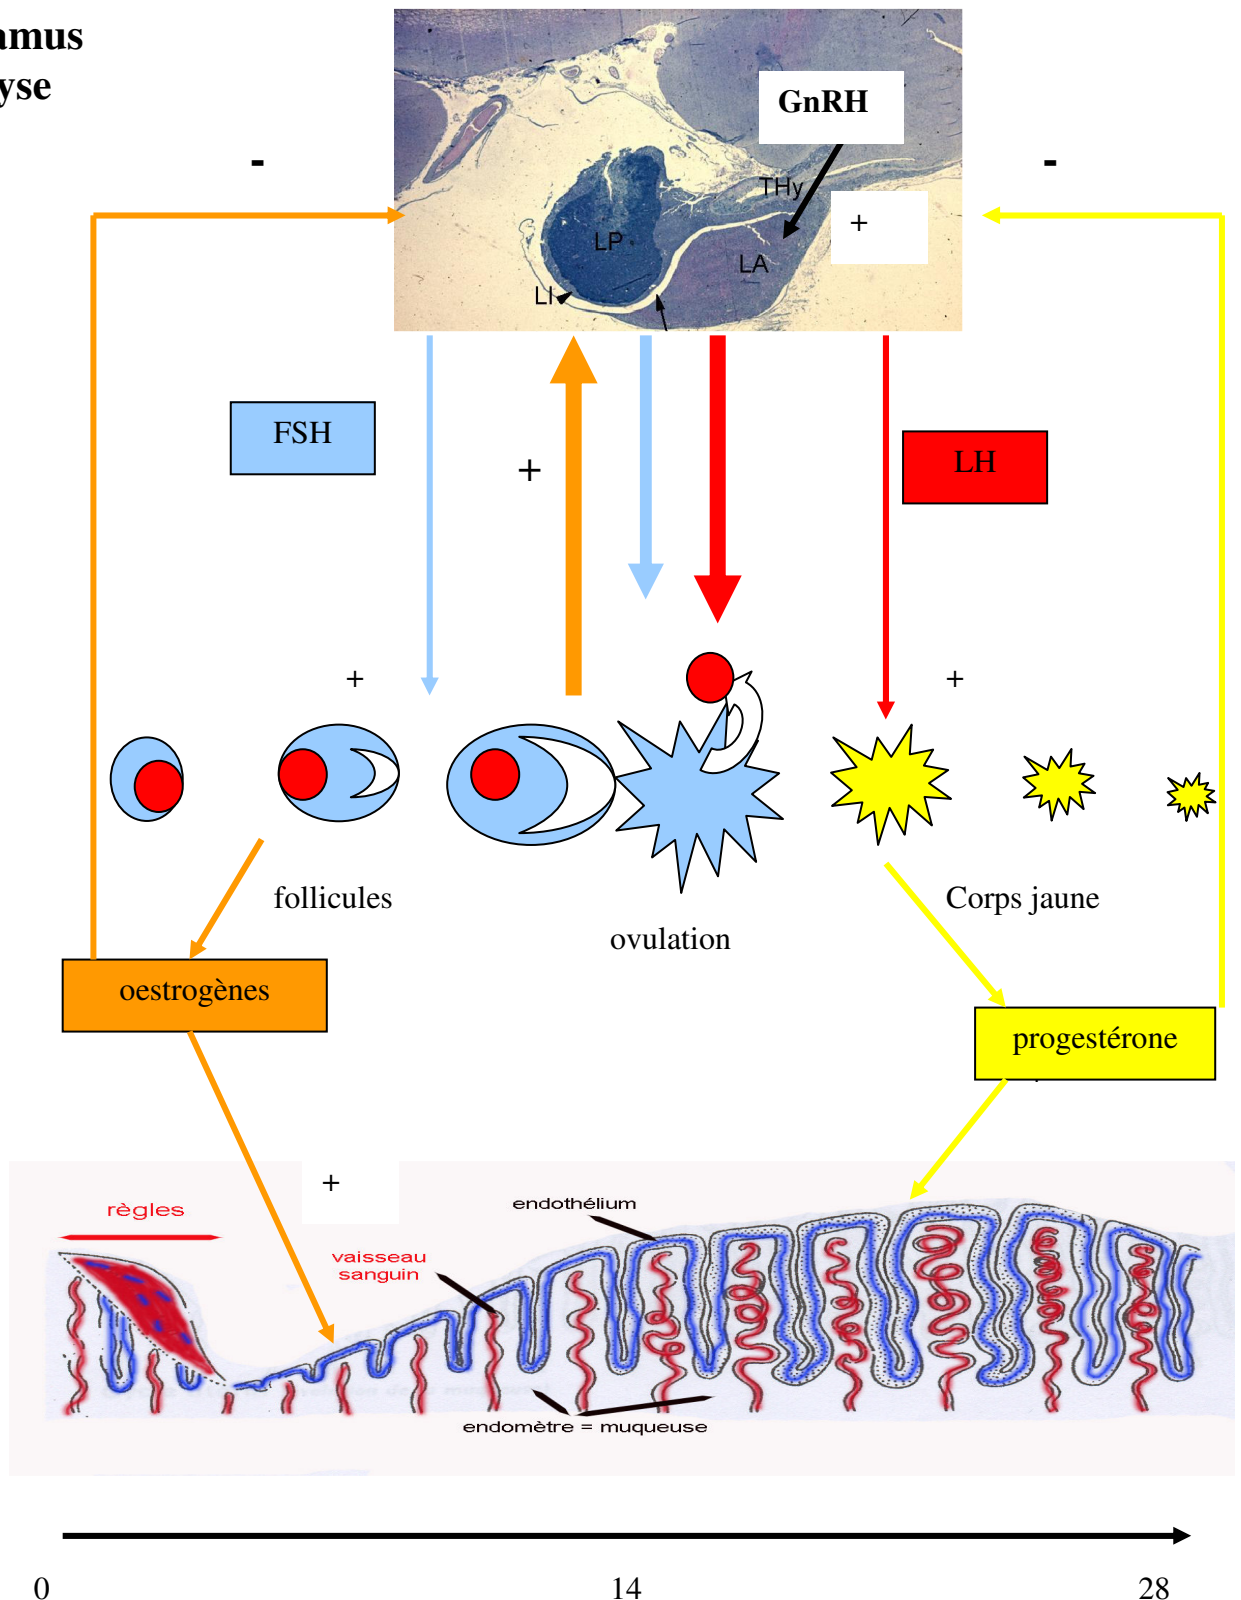 amus
yse
GnRH
-
-
THy
+
LP
LA
LI
FSH
LH
+
+
+
follicules
Corps jaune
ovulation
oestrogènes
progestérone
+
règles
endothélium
vaisseau
sanguin
endomètre = muqueuse
0
14
28